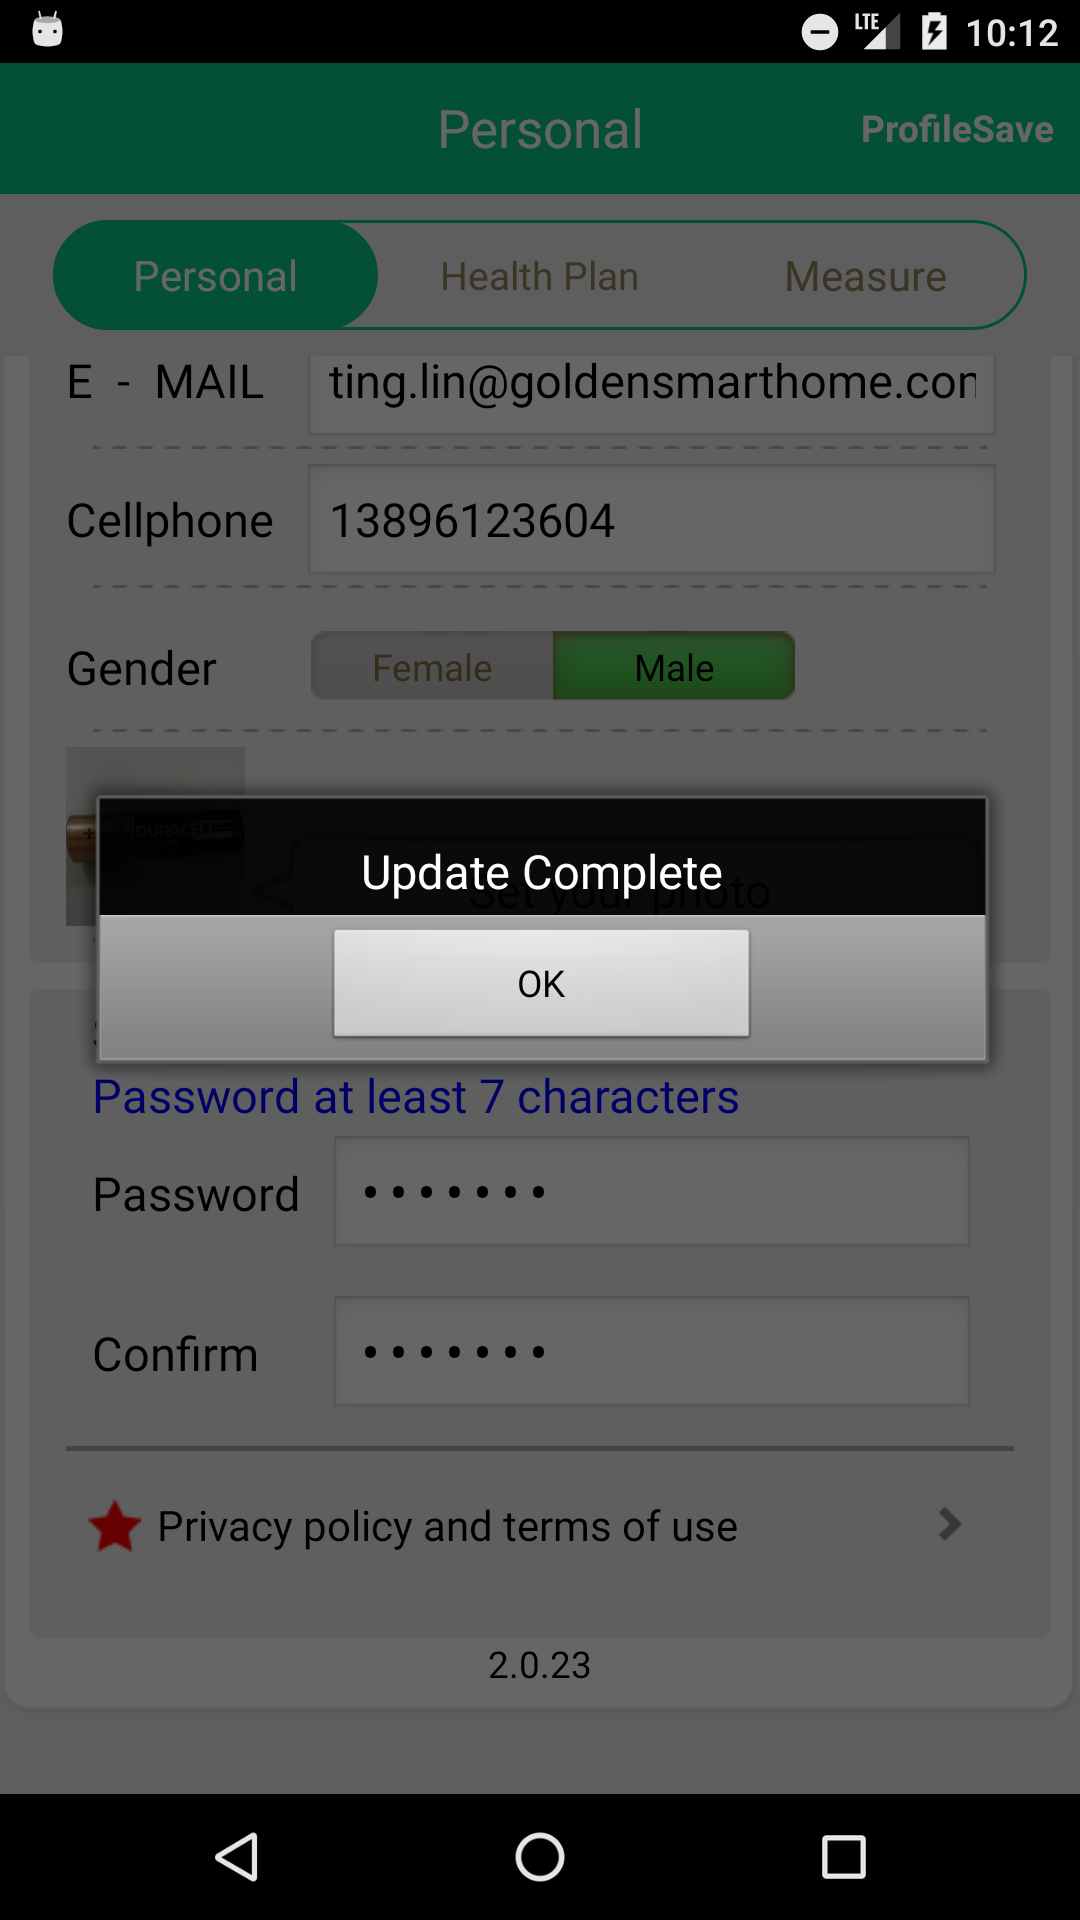 LTE 10:12
Personal ProfileSave
Personal Health Plan Measure
E - MAIL ting.lin@goldensmarthome.con
Cellphone 13896123604
Gender Female Male
DURACELL
Set your photo
Update Complete
OK
Password at least 7 characters
Password •••••••
Confirm •••••••
Privacy policy and terms of use
2.0.23